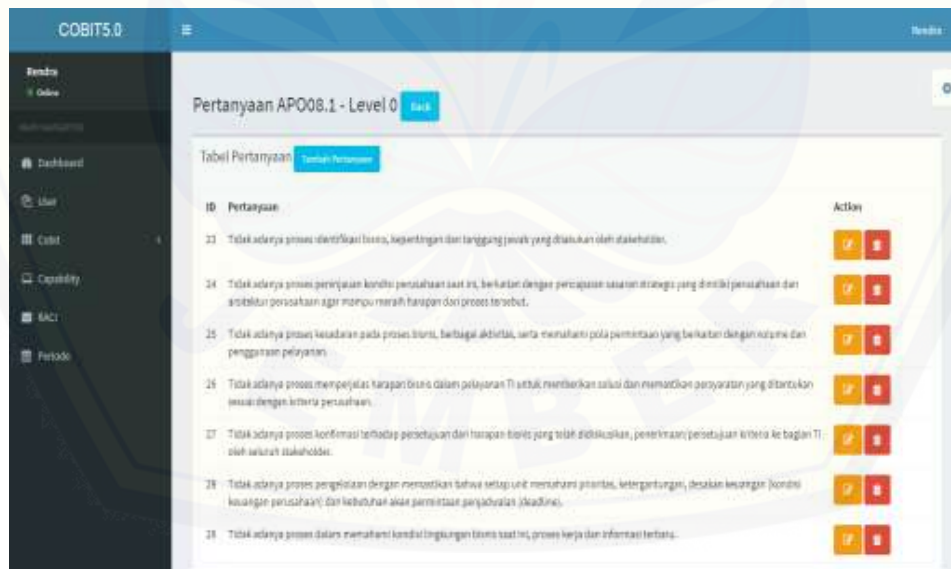 COBIT5.0
Rendra
Rendra
Online
Pertanyaan APO08.1 - Level 0 Back
Tabel Pertanyaan Tambah Pertanyaan
Dashboard
User
Cobit
Capability
RACI
Periode
ID Pertanyaan Action
23 Tidak adanya proses identifikasi bisnis, kepentingan dan tanggung jawab yang dilakukan oleh stakeholder.
24 Tidak adanya proses peninjauan kondisi perusahaan saat ini, berkaitan dengan pencapaian sasaran strategis yang dimiliki perusahaan dan
arsitektur perusahaan agar mampu meraih harapan dari proses tersebut.
25 Tidak adanya proses kesadaran pada proses bisnis, berbagai aktivitas, serta memahami pola permintaan yang berkaitan dengan volume dan
penggunaan pelayanan.
26 Tidak adanya proses memperjelas harapan bisnis dalam pelayanan TI untuk memberikan solusi dan memastikan persyaratan yang ditentukan
sesuai dengan kriteria perusahaan.
27 Tidak adanya proses konfirmasi terhadap persetujuan dari harapan bisnis yang telah didiskusikan, penerimaan/persetujuan kriteria ke bagian TI
oleh seluruh stakeholder.
28 Tidak adanya proses pengelolaan dengan memastikan bahwa setiap unit memahami prioritas, ketergantungan, desakan keuangan (kondisi
keuangan perusahaan) dan kebutuhan akan permintaan penjadwalan (deadline).
Tidak adanya proses dalam memahami kondisi lingkungan bisnis saat ini, proses kerja dan informasi terbaru.